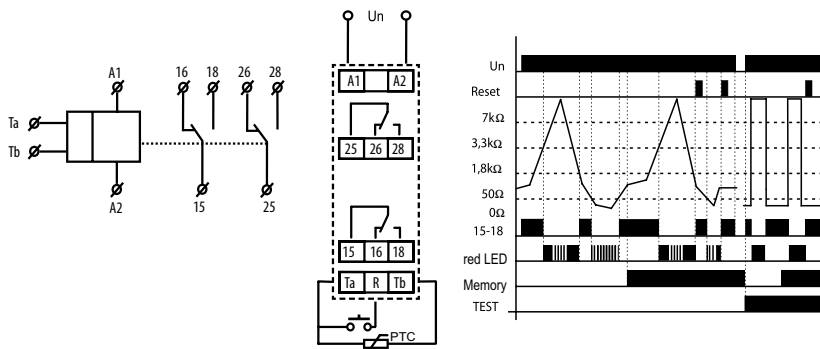 A1
16
18
26
28
Ta
Tb
A2
15
25
Un
A1
A2
25
26
28
15
16
18
Ta
R
Tb
PTC
Un
Reset
7kΩ
3,3kΩ
1,8kΩ
50Ω
0Ω
15-18
red LED
Memory
TEST